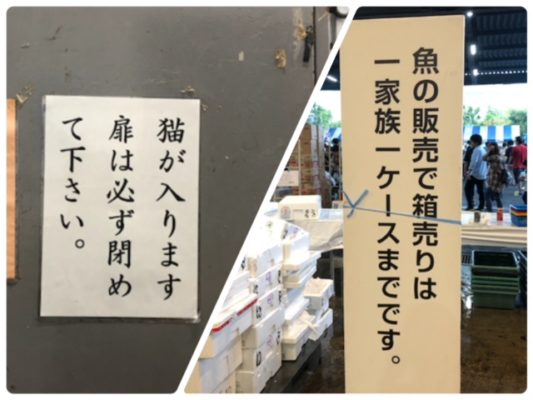 猫が入ります
扉は必ず閉め
て下さい。
魚の販売で箱売りは
一家族一ケースまでです。